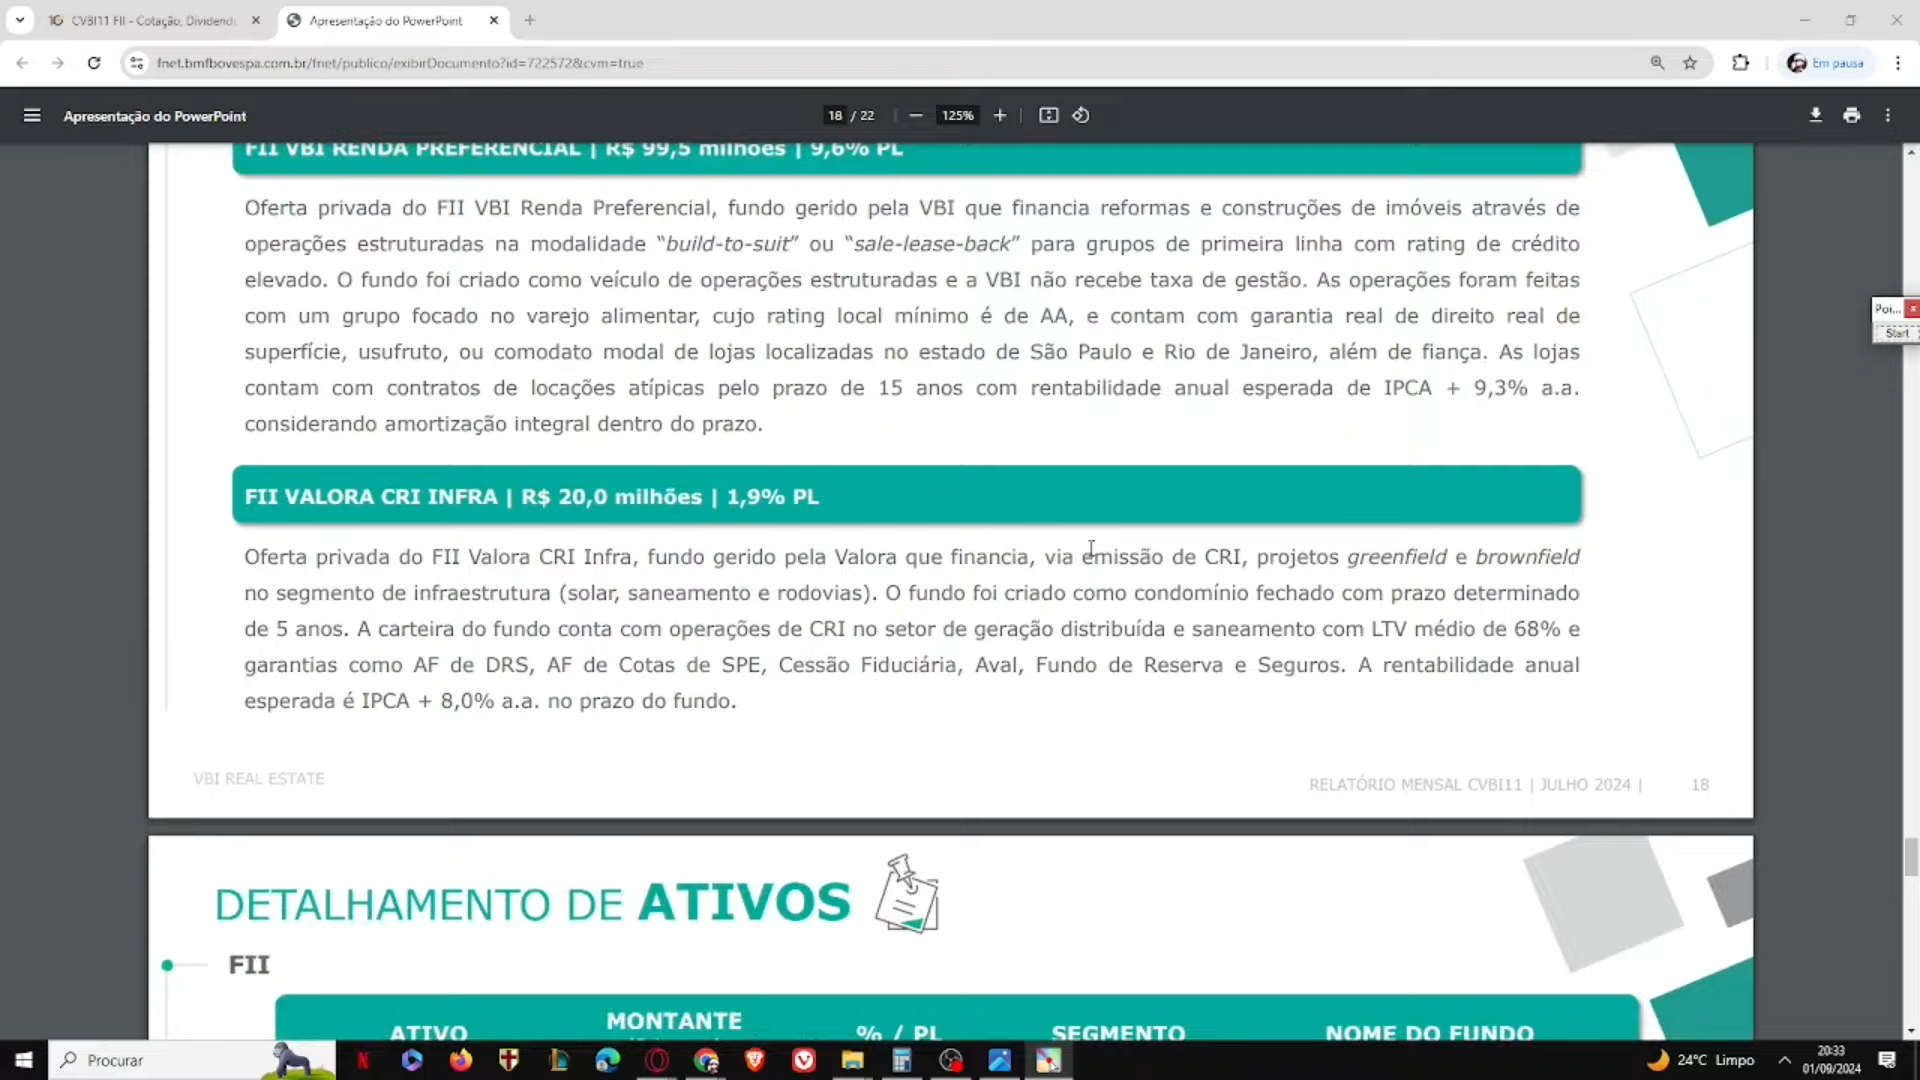 CVBI11 FII - Cotação, Dividend
Apresentação do PowerPoint
fnet.bmfbovespa.com.br/fnet/publico/exibirDocumento?id=722572&cvm=true
Em pausa
Apresentação do PowerPoint
18 / 22
125%
FII VBI RENDA PREFERENCIAL | R$ 99,5 milhões | 9,6% PL
Oferta privada do FII VBI Renda Preferencial, fundo gerido pela VBI que financia reformas e construções de imóveis através de
operações estruturadas na modalidade “build-to-suit” ou “sale-lease-back” para grupos de primeira linha com rating de crédito
elevado. O fundo foi criado como veículo de operações estruturadas e a VBI não recebe taxa de gestão. As operações foram feitas
com um grupo focado no varejo alimentar, cujo rating local mínimo é de AA, e contam com garantia real de direito real de
superfície, usufruto, ou comodato modal de lojas localizadas no estado de São Paulo e Rio de Janeiro, além de fiança. As lojas
contam com contratos de locações atípicas pelo prazo de 15 anos com rentabilidade anual esperada de IPCA + 9,3% a.a.
considerando amortização integral dentro do prazo.
FII VALORA CRI INFRA | R$ 20,0 milhões | 1,9% PL
Oferta privada do FII Valora CRI Infra, fundo gerido pela Valora que financia, via emissão de CRI, projetos greenfield e brownfield
no segmento de infraestrutura (solar, saneamento e rodovias). O fundo foi criado como condomínio fechado com prazo determinado
de 5 anos. A carteira do fundo conta com operações de CRI no setor de geração distribuída e saneamento com LTV médio de 68% e
garantias como AF de DRS, AF de Cotas de SPE, Cessão Fiduciária, Aval, Fundo de Reserva e Seguros. A rentabilidade anual
esperada é IPCA + 8,0% a.a. no prazo do fundo.
VBI REAL ESTATE
RELATÓRIO MENSAL CVBI11 | JULHO 2024 | 18
Poi...
Start
DETALHAMENTO DE ATIVOS
FII
ATIVO
MONTANTE
% / PL
SEGMENTO
NOME DO FUNDO
Procurar
24°C Limpo
20:33
01/09/2024